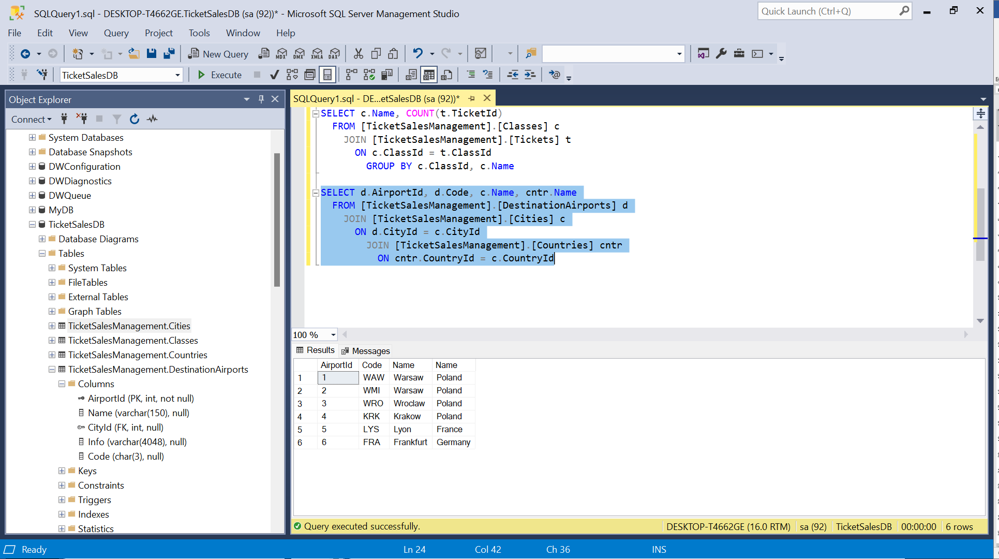 SQLQuery1.sql - DESKTOP-T4662GE.TicketSalesDB (sa (92))* - Microsoft SQL Server Management Studio
Quick Launch (Ctrl+Q)
File Edit View Query Project Tools Window Help
New Query MDX DMX XMLA DAX
TicketSalesDB Execute
Object Explorer
Connect
System Databases
Database Snapshots
DWConfiguration
DWDiagnostics
DWQueue
MyDB
TicketSalesDB
Database Diagrams
Tables
System Tables
FileTables
External Tables
Graph Tables
TicketSalesManagement.Cities
TicketSalesManagement.Classes
TicketSalesManagement.Countries
TicketSalesManagement.DestinationAirports
Columns
AirportId (PK, int, not null)
Name (varchar(150), null)
CityId (FK, int, null)
Info (varchar(4048), null)
Code (char(3), null)
Keys
Constraints
Triggers
Indexes
Statistics
SQLQuery1.sql - DE...etSalesDB (sa (92))*
SELECT c.Name, COUNT(t.TicketId)
FROM [TicketSalesManagement].[Classes] c
JOIN [TicketSalesManagement].[Tickets] t
ON c.ClassId = t.ClassId
GROUP BY c.ClassId, c.Name
SELECT d.AirportId, d.Code, c.Name, cntr.Name
FROM [TicketSalesManagement].[DestinationAirports] d
JOIN [TicketSalesManagement].[Cities] c
ON d.CityId = c.CityId
JOIN [TicketSalesManagement].[Countries] cntr
ON cntr.CountryId = c.CountryId
100 %
Results Messages
AirportId Code Name Name
1 1 WAW Warsaw Poland
2 2 WMI Warsaw Poland
3 3 WRO Wroclaw Poland
4 4 KRK Krakow Poland
5 5 LYS Lyon France
6 6 FRA Frankfurt Germany
Query executed successfully. DESKTOP-T4662GE (16.0 RTM) sa (92) TicketSalesDB 00:00:00 6 rows
Ready Ln 24 Col 42 Ch 36 INS